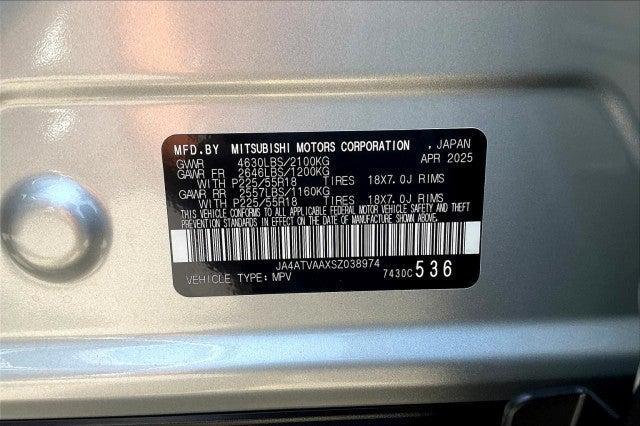 MFD.BY MITSUBISHI MOTORS CORPORATION , JAPAN
GVWR 4630LBS/2100KG APR 2025
GAWR FR 2646LBS/1200KG
WITH P225/55R18 TIRES 18X7.0J RIMS
GAWR RR 2557LBS/1160KG
WITH P225/55R18 TIRES 18X7.0J RIMS
THIS VEHICLE CONFORMS TO ALL APPLICABLE FEDERAL MOTOR VEHICLE SAFETY AND THEFT
PREVENTION STANDARDS IN EFFECT ON THE DATE OF MANUFACTURE SHOWN ABOVE.
JA4ATVAAXSZ038974
VEHICLE TYPE: MPV 7430C 536